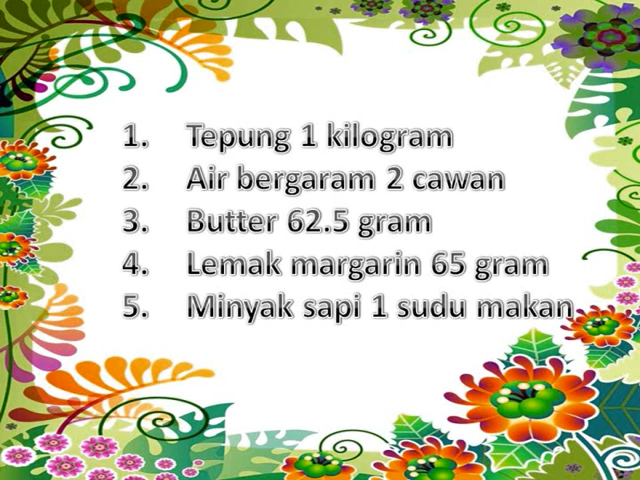 1. Tepung 1 kilogram
2. Air bergaram 2 cawan
3. Butter 62.5 gram
4. Lemak margarin 65 gram
5. Minyak sapi 1 sudu makan